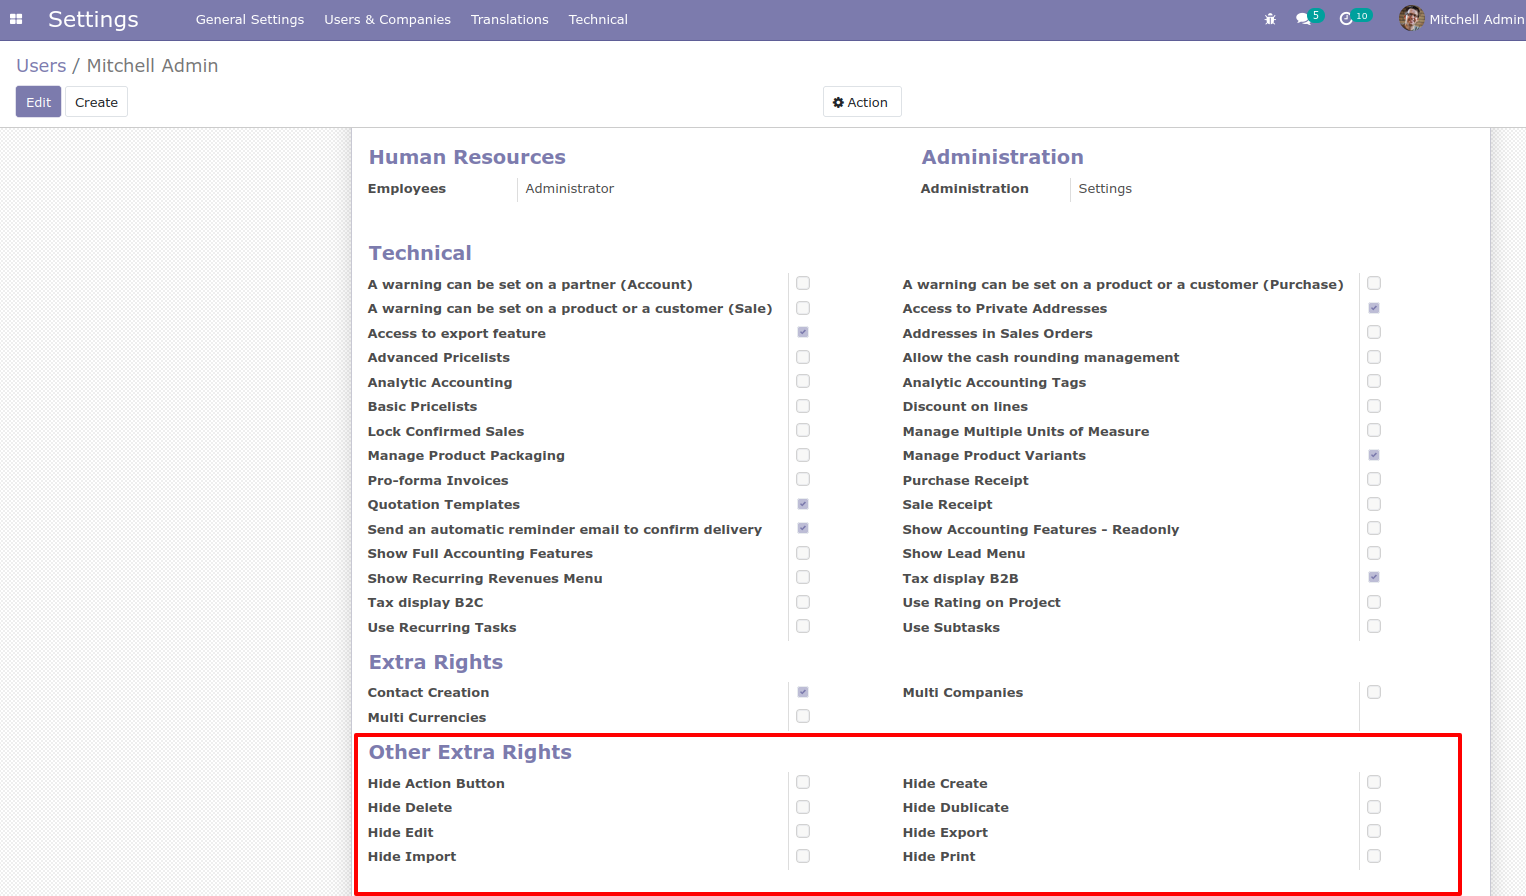 Settings General Settings Users & Companies Translations Technical 5 10 Mitchell Admin
Users / Mitchell Admin
Edit Create Action
Human Resources Administration
Employees Administrator Administration Settings
Technical
A warning can be set on a partner (Account) A warning can be set on a product or a customer (Purchase)
A warning can be set on a product or a customer (Sale) Access to Private Addresses
Access to export feature Addresses in Sales Orders
Advanced Pricelists Allow the cash rounding management
Analytic Accounting Analytic Accounting Tags
Basic Pricelists Discount on lines
Lock Confirmed Sales Manage Multiple Units of Measure
Manage Product Packaging Manage Product Variants
Pro-forma Invoices Purchase Receipt
Quotation Templates Sale Receipt
Send an automatic reminder email to confirm delivery Show Accounting Features - Readonly
Show Full Accounting Features Show Lead Menu
Show Recurring Revenues Menu Tax display B2B
Tax display B2C Use Rating on Project
Use Recurring Tasks Use Subtasks
Extra Rights
Contact Creation Multi Companies
Multi Currencies
Other Extra Rights
Hide Action Button Hide Create
Hide Delete Hide Dublicate
Hide Edit Hide Export
Hide Import Hide Print